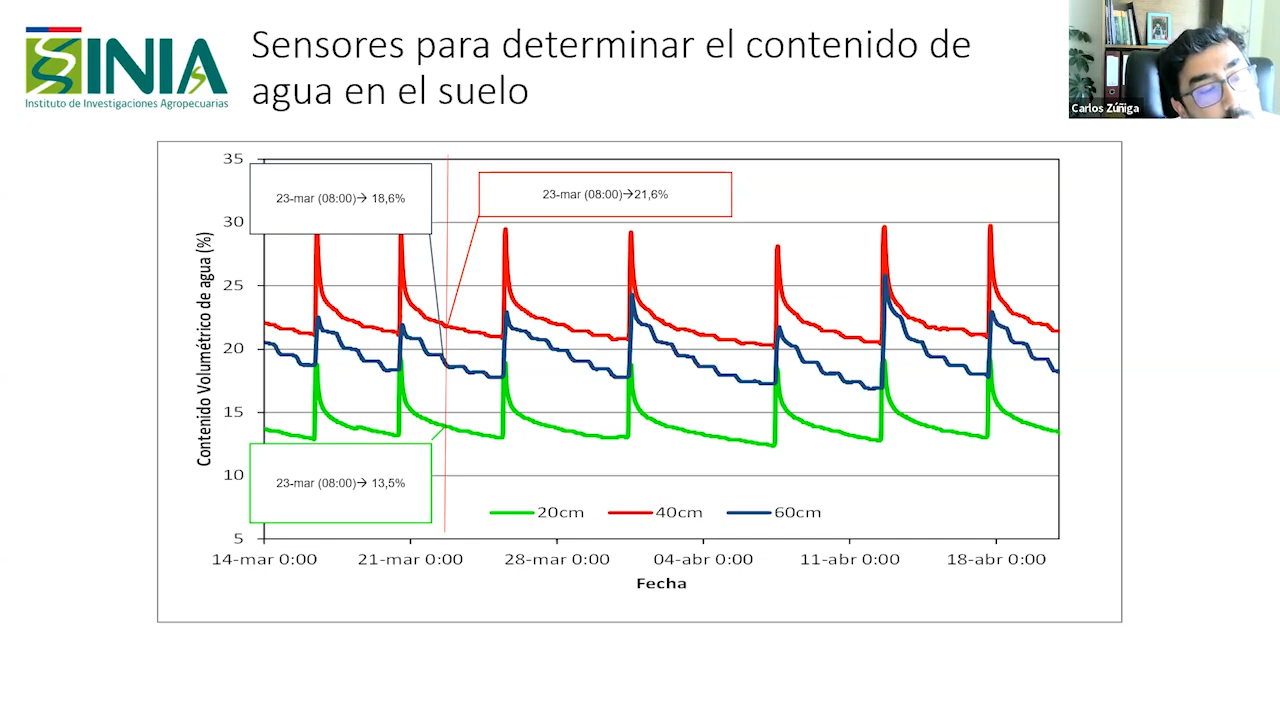 INIA
Instituto de Investigaciones Agropecuarias
Sensores para determinar el contenido de
agua en el suelo
Carlos Zúñiga
35
30
25
20
15
10
5
Contenido Volumétrico de agua (%)
23-mar (08:00)→ 18,6%
23-mar (08:00)→21,6%
23-mar (08:00)→ 13,5%
20cm 40cm 60cm
14-mar 0:00 21-mar 0:00 28-mar 0:00 04-abr 0:00 11-abr 0:00 18-abr 0:00
Fecha